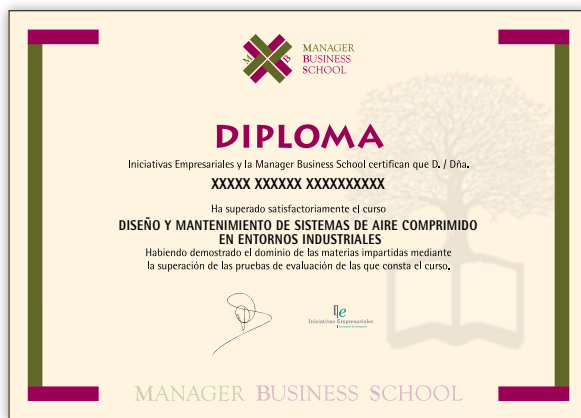 MANAGER
BUSINESS
SCHOOL
M B
DIPLOMA
Iniciativas Empresariales y la Manager Business School certifican que D. / Dña.
XXXXX XXXXXX XXXXXXXXXX
Ha superado satisfactoriamente el curso
DISEÑO Y MANTENIMIENTO DE SISTEMAS DE AIRE COMPRIMIDO
EN ENTORNOS INDUSTRIALES
Habiendo demostrado el dominio de las materias impartidas mediante
la superación de las pruebas de evaluación de las que consta el curso.
Ie
Iniciativas Empresariales
MANAGER BUSINESS SCHOOL